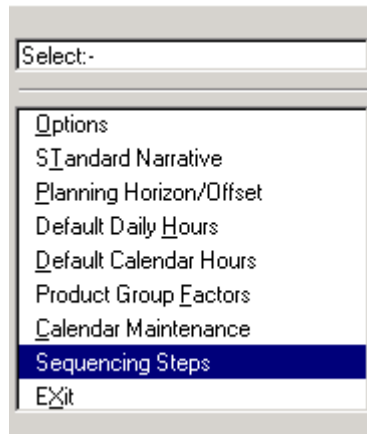 Select:-
Options
STandard Narrative
Planning Horizon/Offset
Default Daily Hours
Default Calendar Hours
Product Group Factors
Calendar Maintenance
Sequencing Steps
EXit